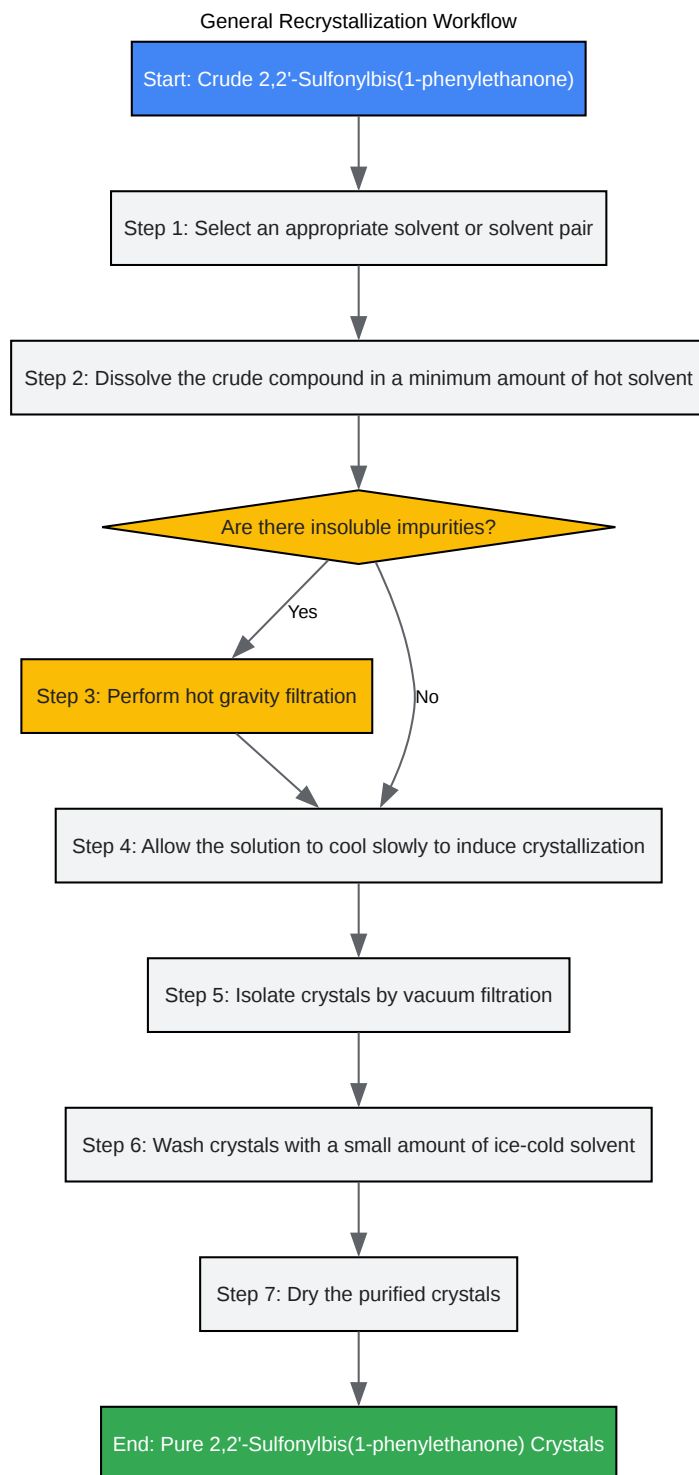 General Recrystallization Workflow
Start: Crude 2,2'-Sulfonylbis(1-phenylethanone)
Step 1: Select an appropriate solvent or solvent pair
Step 2: Dissolve the crude compound in a minimum amount of hot solvent
Are there insoluble impurities?
Yes
Step 3: Perform hot gravity filtration
No
Step 4: Allow the solution to cool slowly to induce crystallization
Step 5: Isolate crystals by vacuum filtration
Step 6: Wash crystals with a small amount of ice-cold solvent
Step 7: Dry the purified crystals
End: Pure 2,2'-Sulfonylbis(1-phenylethanone) Crystals